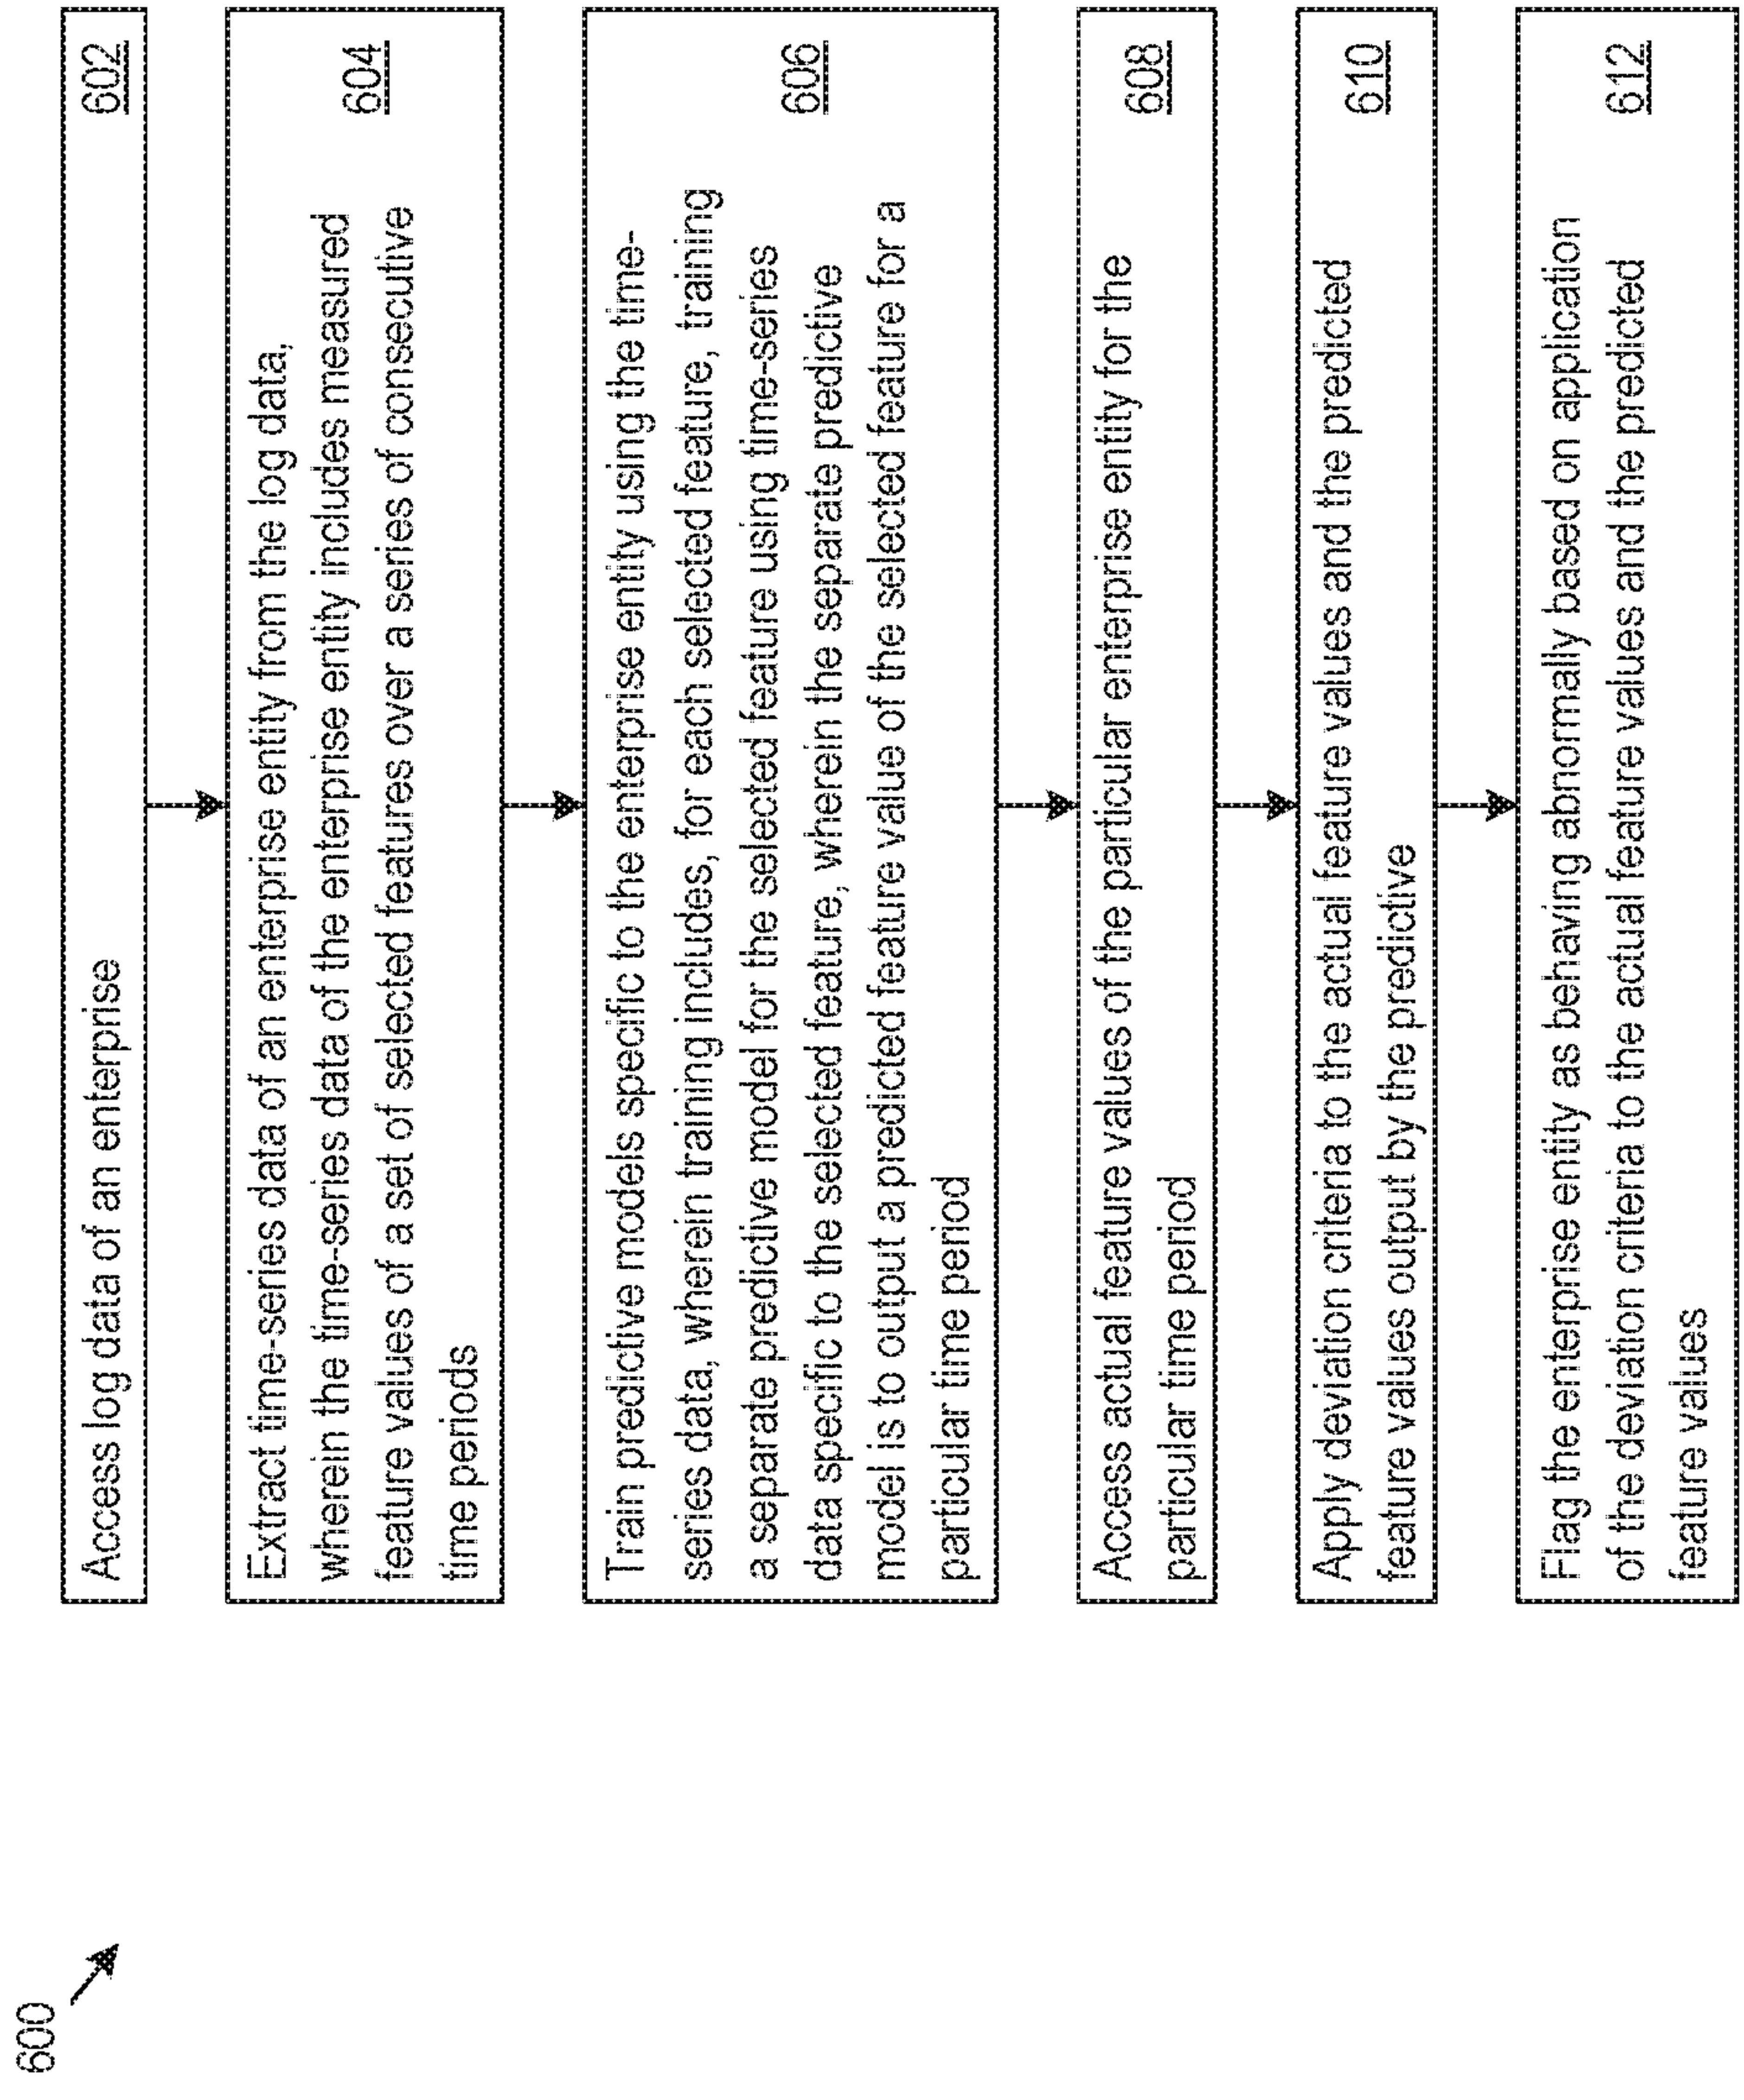 600
Access log data of an enterprise
602
Extract time-series data of an enterprise entity from the log data,
wherein the time-series data of the enterprise entity includes measured
feature values of a set of selected features over a series of consecutive
time periods
604
Train predictive models specific to the enterprise entity using the time-
series data, wherein training includes, for each selected feature, training
a separate predictive model for the selected feature using time-series
data specific to the selected feature, wherein the separate predictive
model is to output a predicted feature value of the selected feature for a
particular time period
606
Access actual feature values of the particular enterprise entity for the
particular time period
608
Apply deviation criteria to the actual feature values and the predicted
feature values output by the predictive
610
Flag the enterprise entity as behaving abnormally based on application
of the deviation criteria to the actual feature values and the predicted
feature values
612